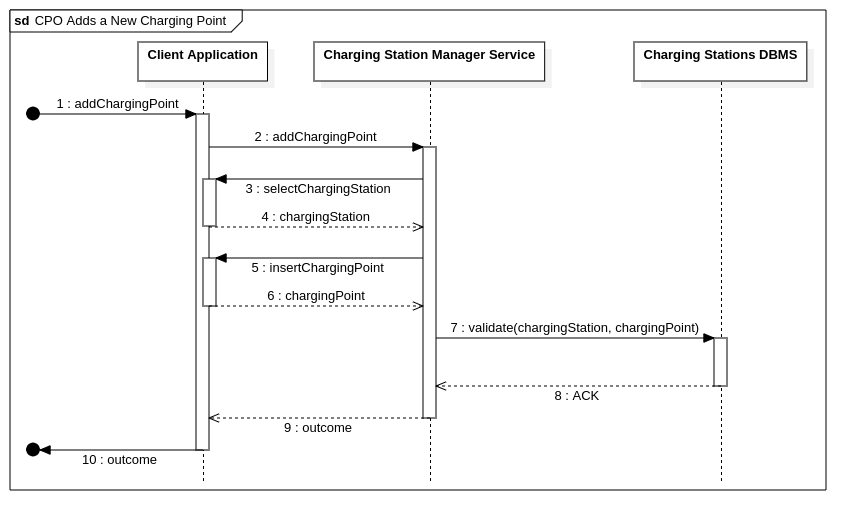 sd CPO Adds a New Charging Point
Client Application
Charging Station Manager Service
Charging Stations DBMS
1 : addChargingPoint
2 : addChargingPoint
3 : selectChargingStation
4 : chargingStation
5 : insertChargingPoint
6 : chargingPoint
7 : validate(chargingStation, chargingPoint)
8 : ACK
9 : outcome
10 : outcome